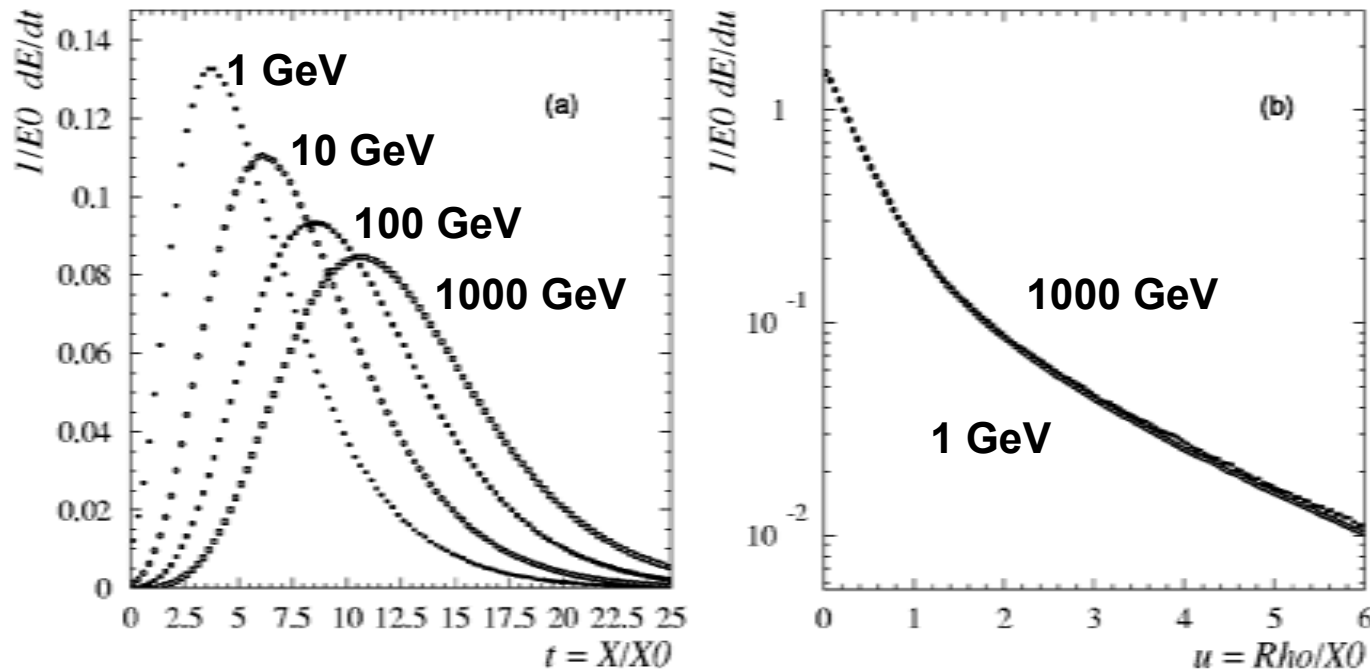 1/E0 dE/dt
0.14
0.12
0.1
0.08
0.06
0.04
0.02
0
1 GeV
10 GeV
100 GeV
1000 GeV
(a)
0 2.5 5 7.5 10 12.5 15 17.5 20 22.5 25
t = X/X0
1/E0 dE/du
1
10 -1
10 -2
(b)
1000 GeV
1 GeV
0 1 2 3 4 5 6
u = Rho/X0